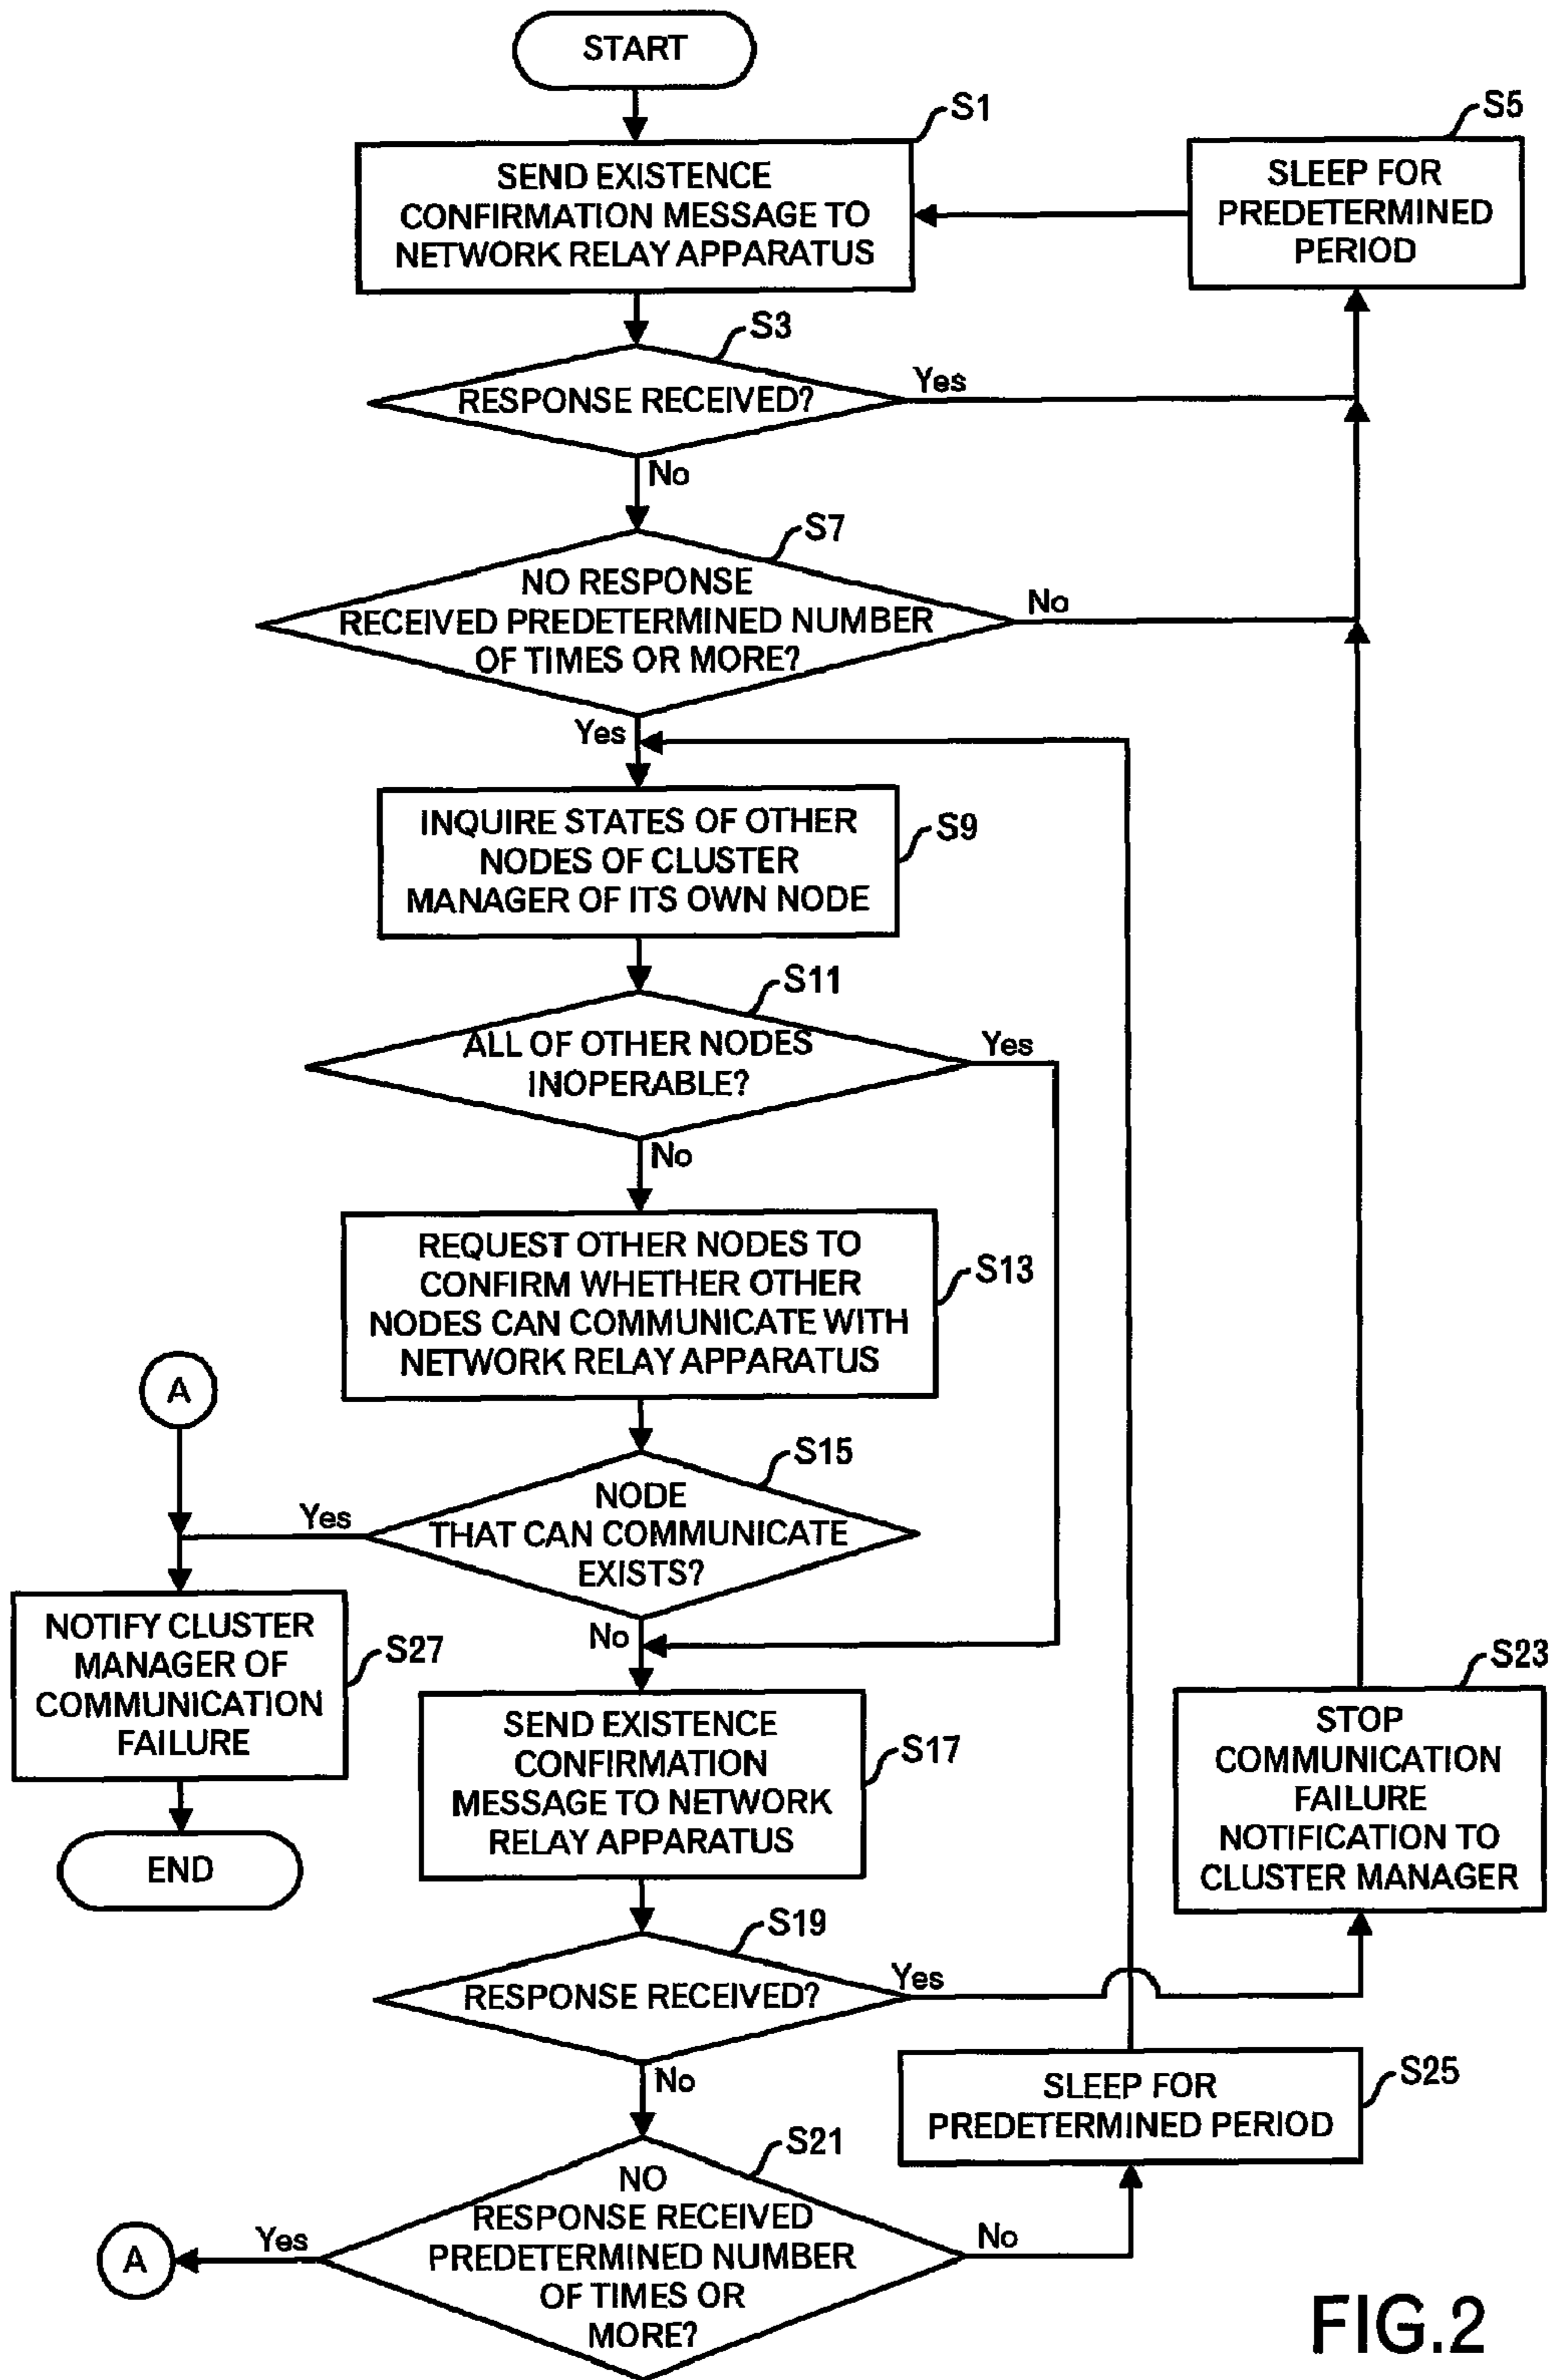 START
S1
SEND EXISTENCE
CONFIRMATION MESSAGE TO
NETWORK RELAY APPARATUS
S5
SLEEP FOR
PREDETERMINED
PERIOD
S3
RESPONSE RECEIVED?
Yes
No
S7
NO RESPONSE
RECEIVED PREDETERMINED NUMBER
OF TIMES OR MORE?
No
Yes
INQUIRE STATES OF OTHER
NODES OF CLUSTER
MANAGER OF ITS OWN NODE
S9
S11
ALL OF OTHER NODES
INOPERABLE?
Yes
No
REQUEST OTHER NODES TO
CONFIRM WHETHER OTHER
NODES CAN COMMUNICATE WITH
NETWORK RELAY APPARATUS
S13
A
S15
NODE
THAT CAN COMMUNICATE
EXISTS?
Yes
No
NOTIFY CLUSTER
MANAGER OF
COMMUNICATION
FAILURE
S27
END
SEND EXISTENCE
CONFIRMATION
MESSAGE TO NETWORK
RELAY APPARATUS
S17
S23
STOP
COMMUNICATION
FAILURE
NOTIFICATION TO
CLUSTER MANAGER
S19
RESPONSE RECEIVED?
Yes
No
SLEEP FOR
PREDETERMINED PERIOD
S25
S21
NO
RESPONSE RECEIVED
PREDETERMINED NUMBER
OF TIMES OR
MORE?
Yes
No
A
FIG.2